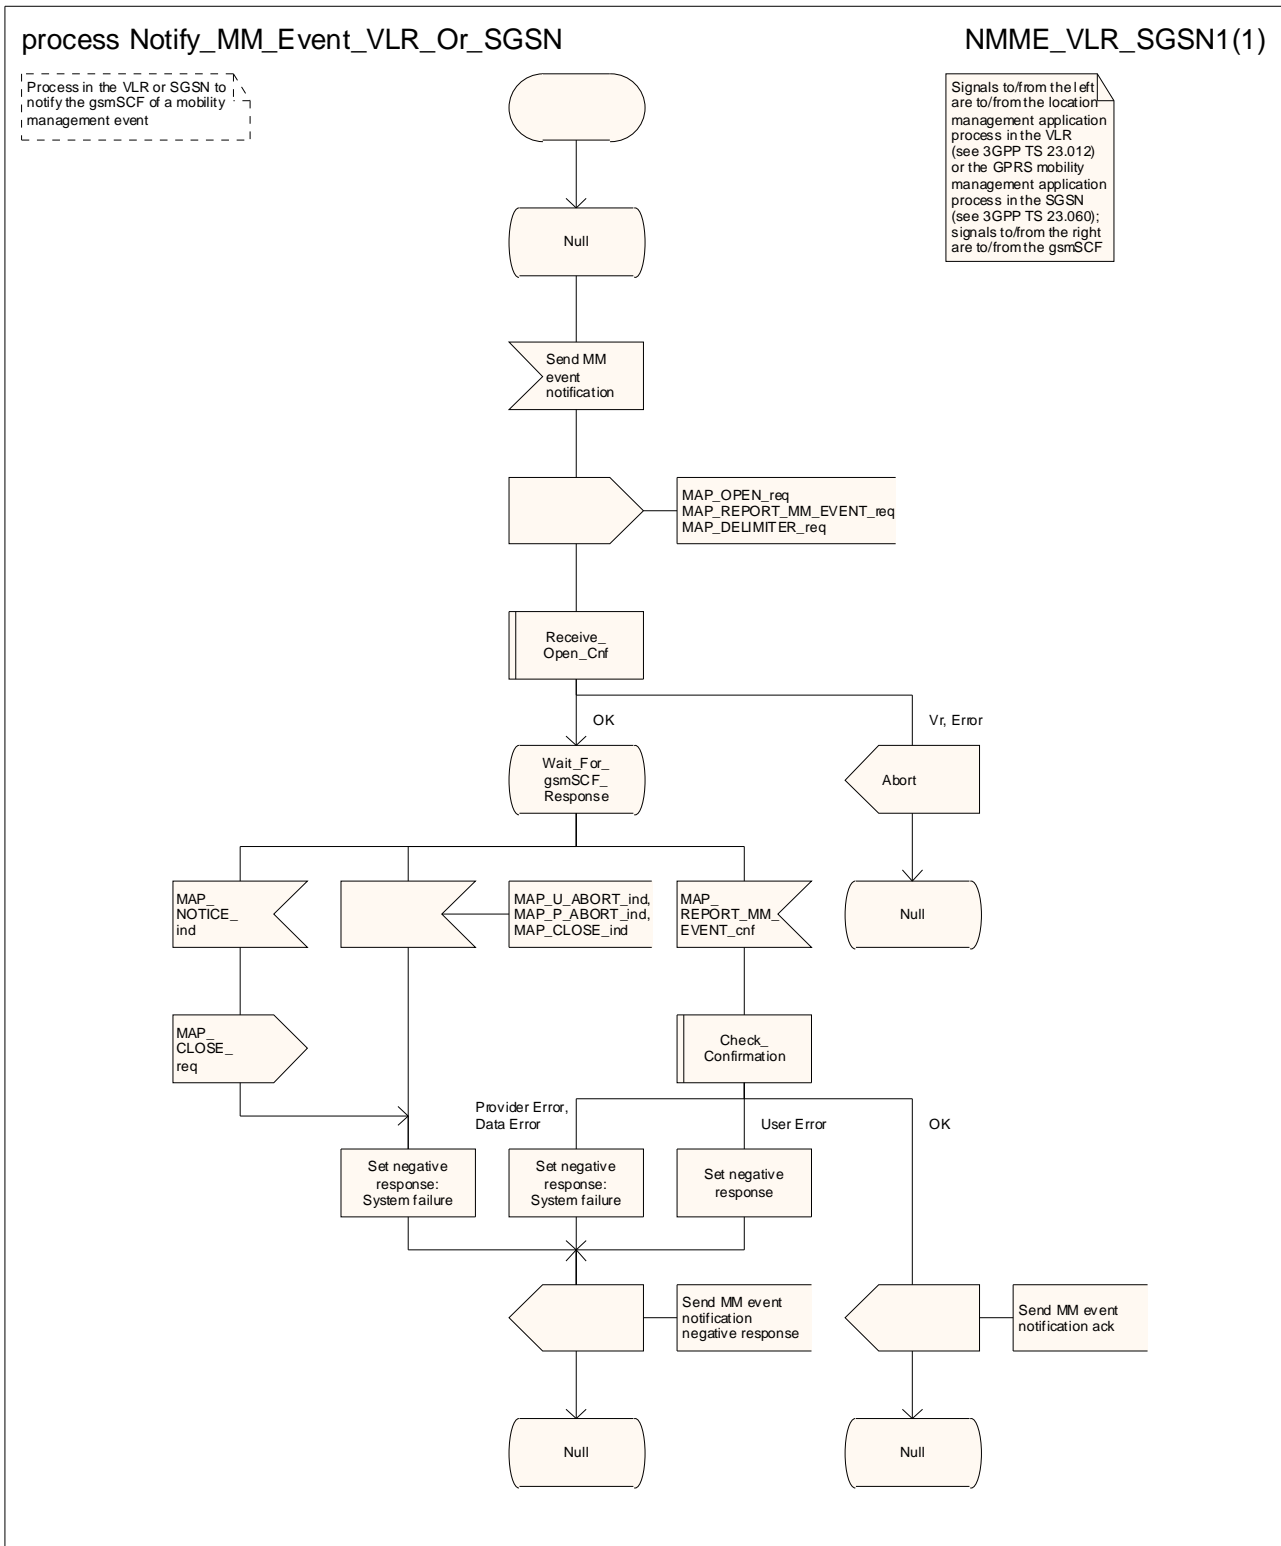 process Notify_MM_Event_VLR_Or_SGSN
NMME_VLR_SGSN1(1)
Process in the VLR or SGSN to
notify the gsmSCF of a mobility
management event
Signals to/from the left
are to/from the location
management application
process in the VLR
(see 3GPP TS 23.012)
or the GPRS mobility
management application
process in the SGSN
(see 3GPP TS 23.060);
signals to/from the right
are to/from the gsmSCF
Null
Send MM
event
notification
MAP_OPEN_req
MAP_REPORT_MM_EVENT_req
MAP_DELIMITER_req
Receive_
Open_Cnf
OK
Vr, Error
Wait_For_
gsmSCF_
Response
Abort
MAP_
NOTICE_
ind
MAP_U_ABORT_ind,
MAP_P_ABORT_ind,
MAP_CLOSE_ind
MAP_
REPORT_MM_
EVENT_cnf
Null
MAP_
CLOSE_
req
Check_
Confirmation
Provider Error,
Data Error
User Error
OK
Set negative
response:
System failure
Set negative
response:
System failure
Set negative
response
Send MM event
notification
negative response
Send MM event
notification ack
Null
Null